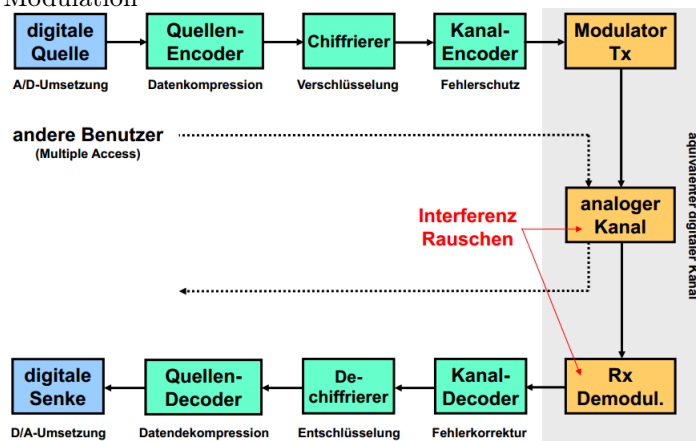 Modulation
digitale
Quelle
Quellen-
Encoder
Chiffrierer
Kanal-
Encoder
Modulator
Tx
A/D-Umsetzung
Datenkompression
Verschlüsselung
Fehlerschutz
andere Benutzer
(Multiple Access)
äquivalenter digitaler Kanal
analoger
Kanal
Interferenz
Rauschen
digitale
Senke
Quellen-
Decoder
De-
chiffrierer
Kanal-
Decoder
Rx
Demodul.
D/A-Umsetzung
Datendekompression
Entschlüsselung
Fehlerkorrektur